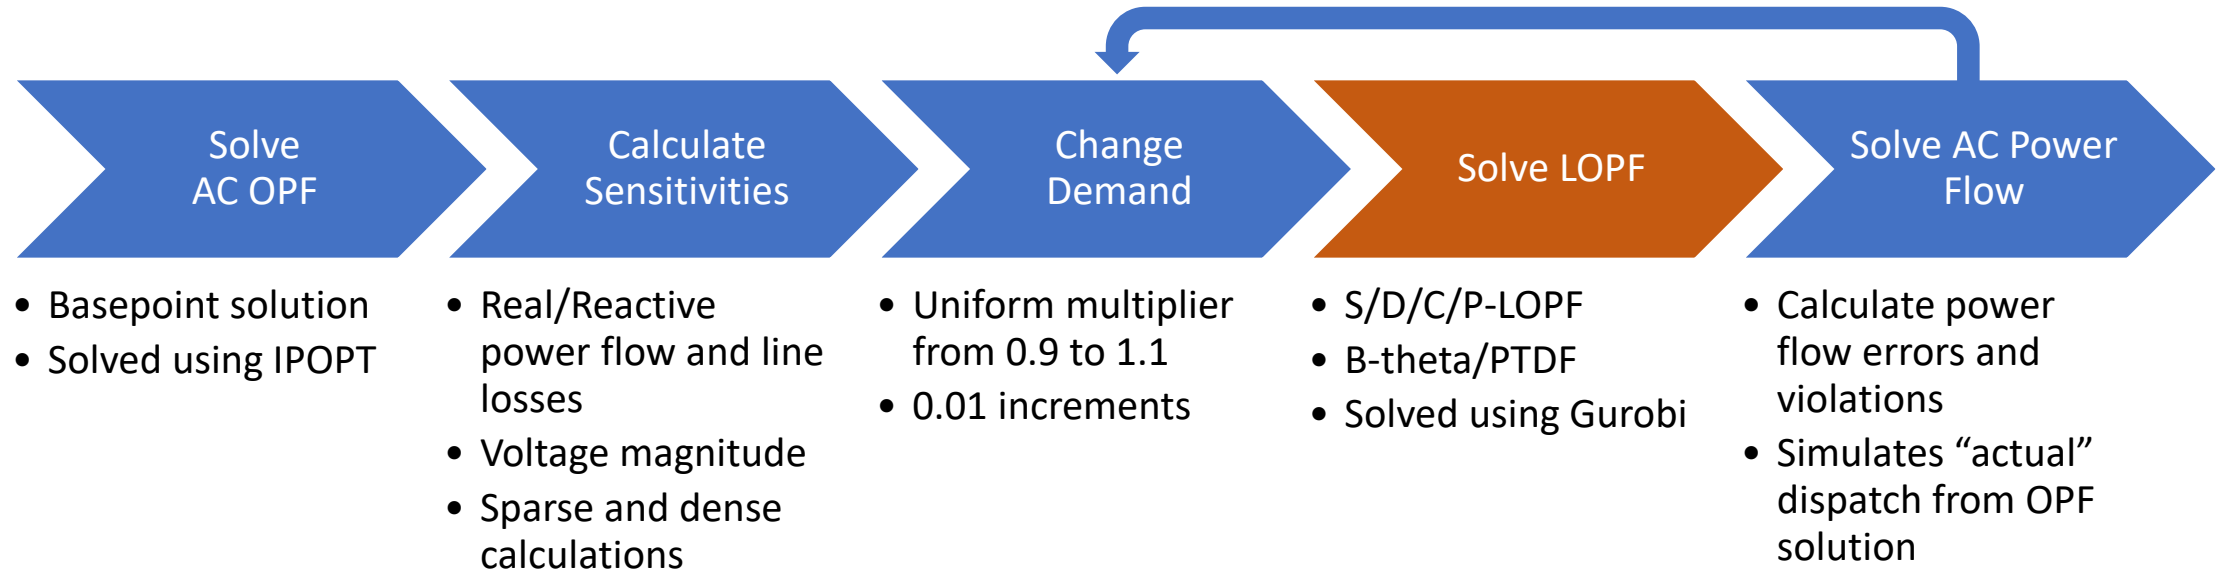 Solve
AC OPF
Calculate
Sensitivities
Change
Demand
Solve LOPF
Solve AC Power
Flow
• Basepoint solution
• Solved using IPOPT
• Real/Reactive
power flow and line
losses
• Voltage magnitude
• Sparse and dense
calculations
• Uniform multiplier
from 0.9 to 1.1
• 0.01 increments
• S/D/C/P-LOPF
• B-theta/PTDF
• Solved using Gurobi
• Calculate power
flow errors and
violations
• Simulates “actual”
dispatch from OPF
solution